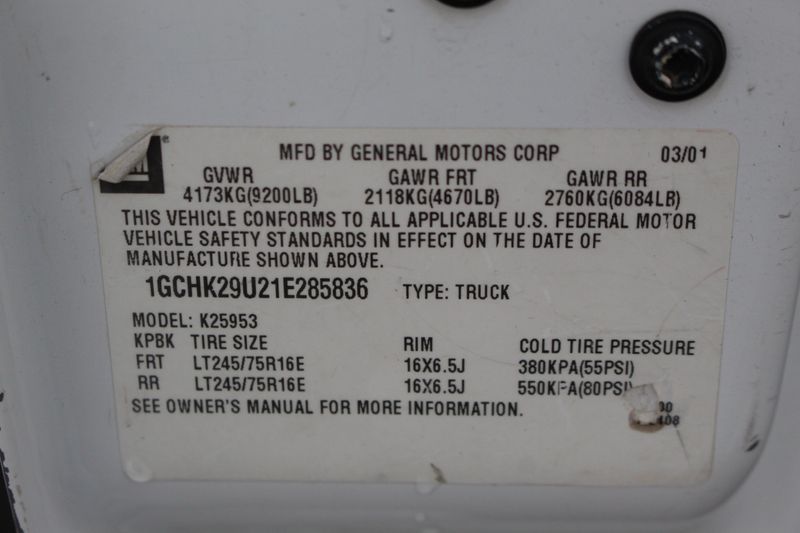 MFD BY GENERAL MOTORS CORP 03/01
GVWR GAWR FRT GAWR RR
4173KG(9200LB) 2118KG(4670LB) 2760KG(6084LB)
THIS VEHICLE CONFORMS TO ALL APPLICABLE U.S. FEDERAL MOTOR
VEHICLE SAFETY STANDARDS IN EFFECT ON THE DATE OF
MANUFACTURE SHOWN ABOVE.
1GCHK29U21E285836 TYPE: TRUCK
MODEL: K25953
KPBK TIRE SIZE RIM COLD TIRE PRESSURE
FRT LT245/75R16E 16X6.5J 380KPA(55PSI)
RR LT245/75R16E 16X6.5J 550KPA(80PSI)
SEE OWNER'S MANUAL FOR MORE INFORMATION.